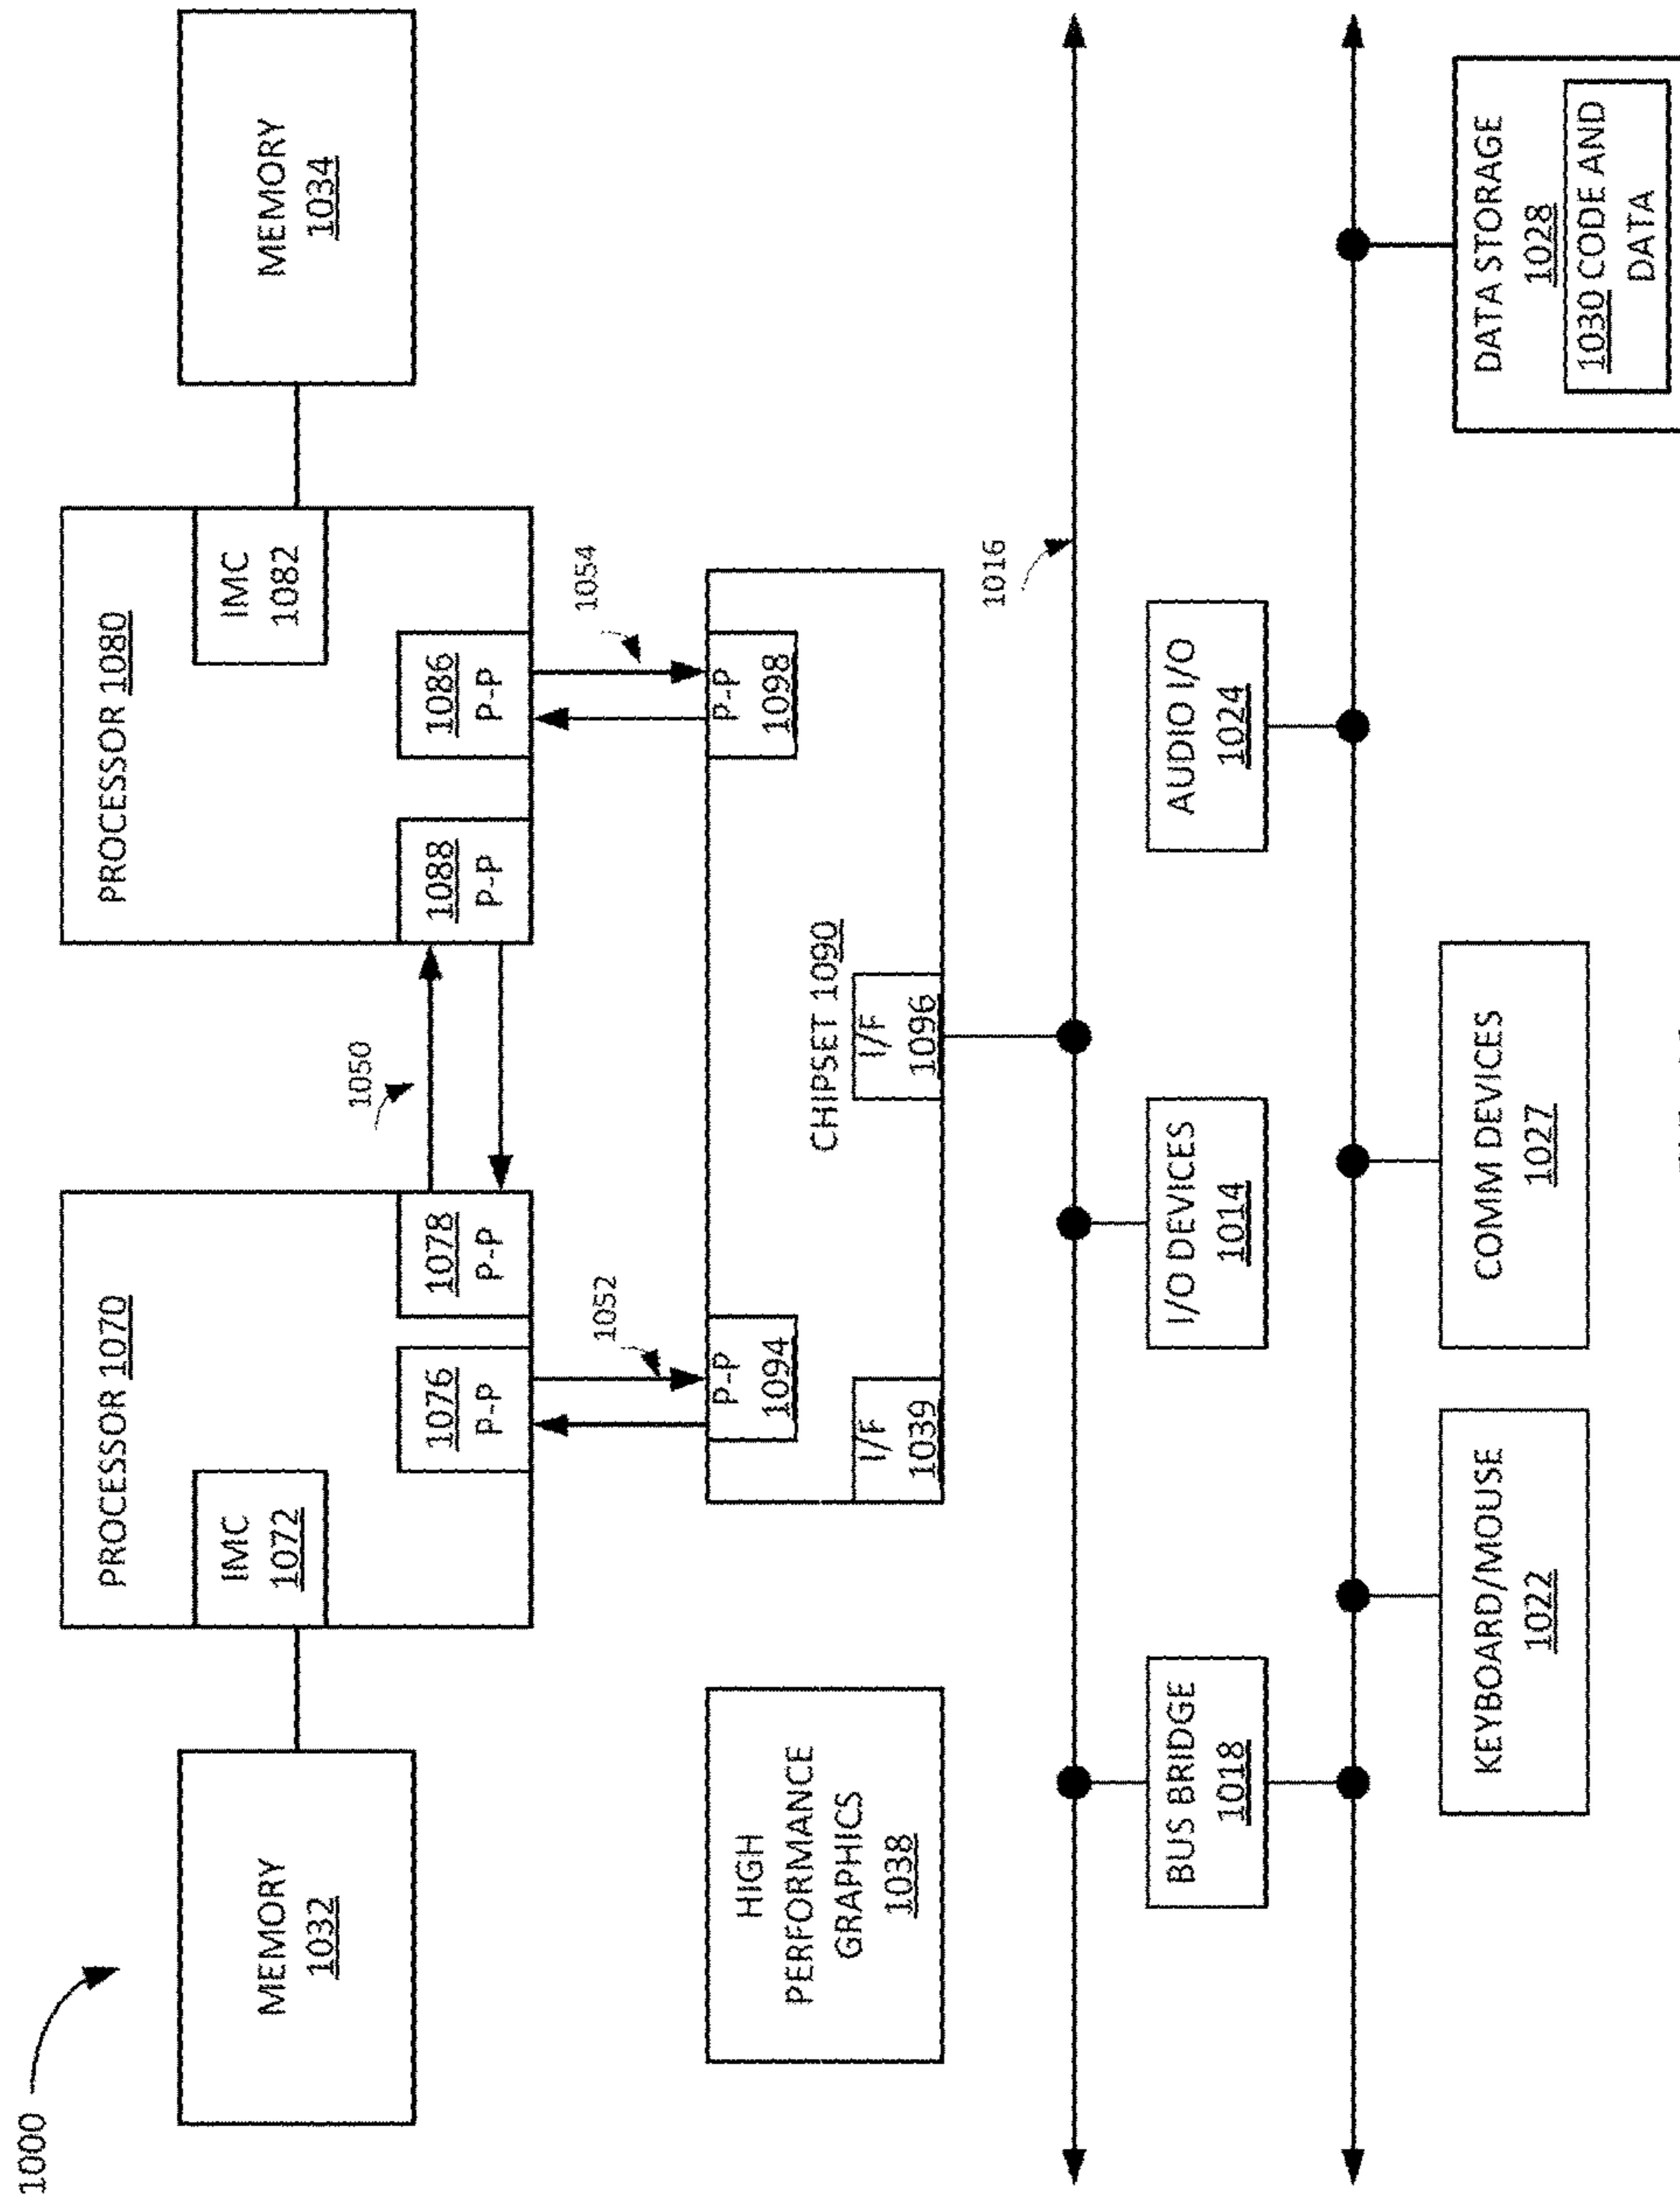 1000
MEMORY
1032
PROCESSOR 1070
IMC
1072
1076
P-P
1078
P-P
1050
PROCESSOR 1080
1088
P-P
1086
P-P
IMC
1082
MEMORY
1034
1052
1054
HIGH
PERFORMANCE
GRAPHICS
1038
CHIPSET 1090
P-P
1094
P-P
1098
I/F
1039
I/F
1096
1016
BUS BRIDGE
1018
I/O DEVICES
1014
AUDIO I/O
1024
KEYBOARD/MOUSE
1022
COMM DEVICES
1027
DATA STORAGE
1028
1030 CODE AND
DATA